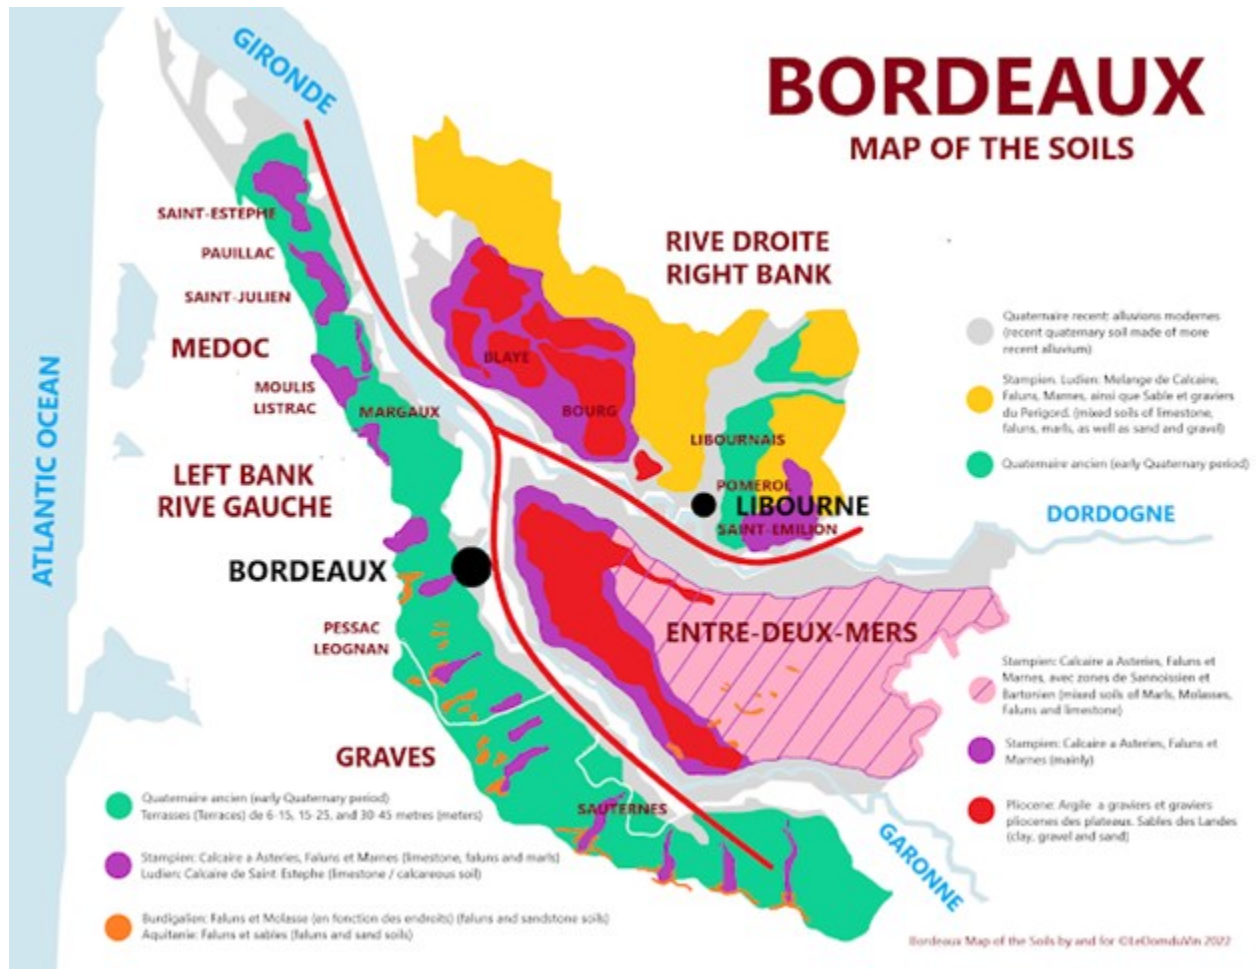 GIRONDE
BORDEAUX
MAP OF THE SOILS
SAINT-ESTEPHE
PAUILLAC
SAINT-JULIEN
MEDOC
MOULIS
LISTRAC
MARGAUX
LEFT BANK
RIVE GAUCHE
ATLANTIC OCEAN
RIVE DROITE
RIGHT BANK
BLAYE
BOURG
LIBOURNAIS
POMEROL
LIBOURNE
SAINT-EMILION
DORDOGNE
BORDEAUX
PESSAC
LEOGNAN
ENTRE-DEUX-MERS
GRAVES
SAUTERNES
GARONNE
Quaternaire recent: alluvions modernes
(recent quaternary soil made of more
recent alluvium)
Stampien. Ludien: Melange de Calcaire,
Faluns, Marnes, ainsi que Sable et graviers
du Perigord. (mixed soils of limestone,
faluns, marls, as well as sand and gravel)
Quaternaire ancien (early Quaternary period)
Stampien: Calcaire a Asteries, Faluns et
Marnes, avec zones de Sannoissien et
Bartonien (mixed soils of Marls, Molasses,
Faluns and limestone)
Stampien: Calcaire a Asteries, Faluns et
Marnes (mainly)
Pliocene: Argile a graviers et graviers
pliocenes des plateaux. Sables des Landes
(clay, gravel and sand)
Quaternaire ancien (early Quaternary period)
Terrasses (Terraces) de 6-15, 15-25, and 30-45 metres (meters)
Stampien: Calcaire a Asteries, Faluns et Marnes (limestone, faluns and marls)
Ludien: Calcaire de Saint-Estephe (limestone / calcareous soil)
Burdigalien: Faluns et Molasse (en fonction des endroits) (faluns and sandstone soils)
Aquitanie: Faluns et sables (faluns and sand soils)
Bordeaux Map of the Soils by and for ©LeDomduVin 2022